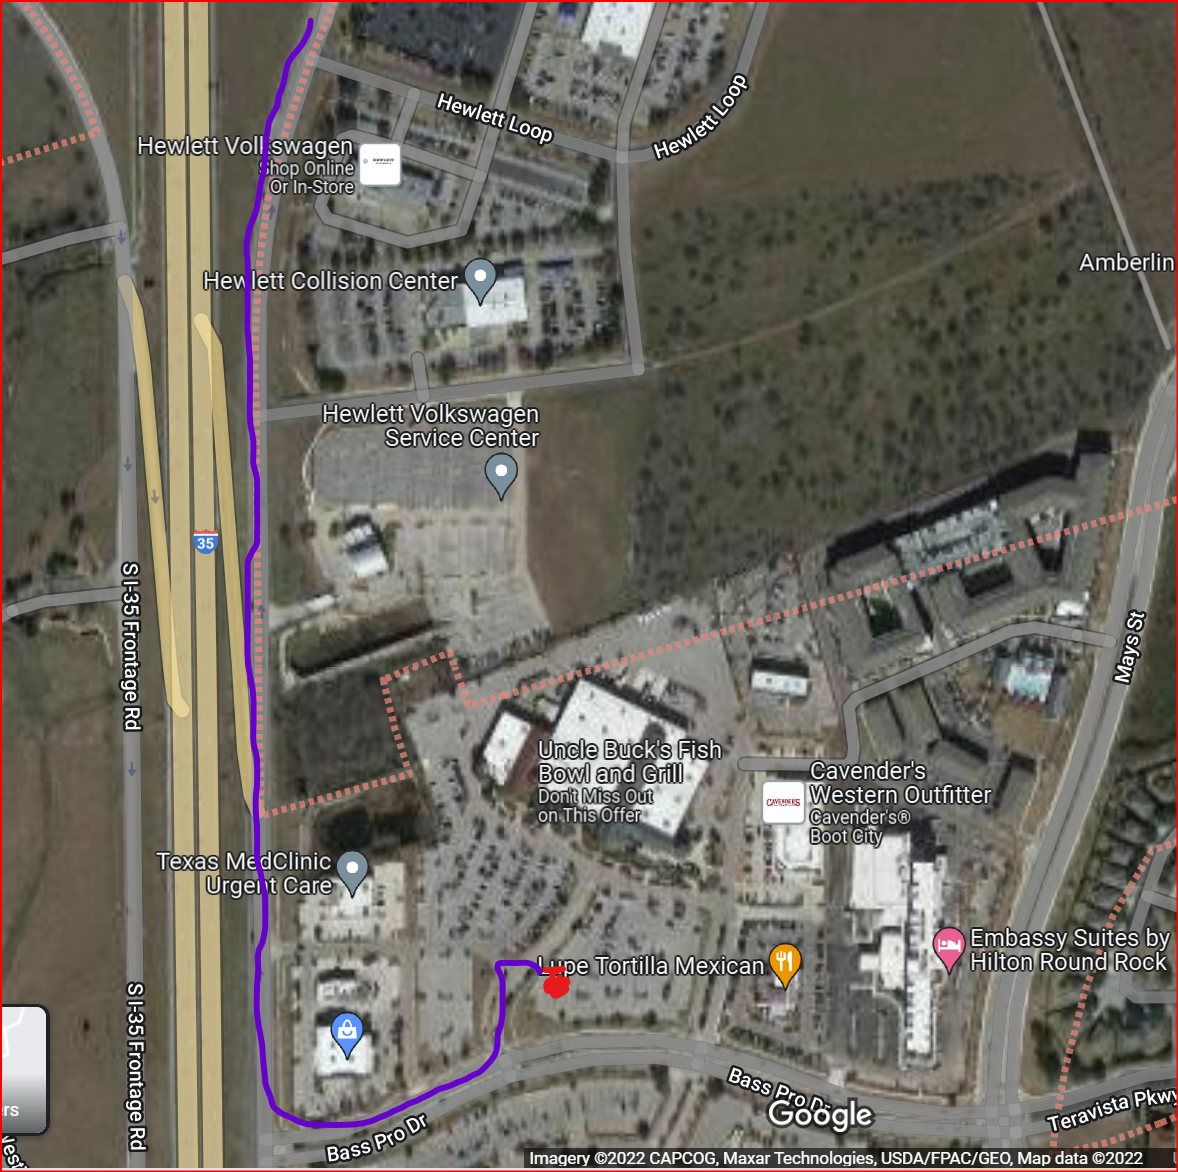 Hewlett Loop
Hewlett Loop
Hewlett Volkswagen
Shop Online
Or In-Store
HEWLETT
Hewlett Collision Center
Amberlin
Hewlett Volkswagen
Service Center
35
S I-35 Frontage Rd
Mays St
Uncle Buck's Fish
Bowl and Grill
Don't Miss Out
on This Offer
Cavender's
Western Outfitter
Cavender's®
Boot City
CAVENDER'S
Texas MedClinic
Urgent Care
Lupe Tortilla Mexican
Embassy Suites by
Hilton Round Rock
S I-35 Frontage Rd
ers
Bass Pro Dr
Bass Pro Dr
Google
Teravista Pkwy
Imagery ©2022 CAPCOG, Maxar Technologies, USDA/FPAC/GEO, Map data ©2022